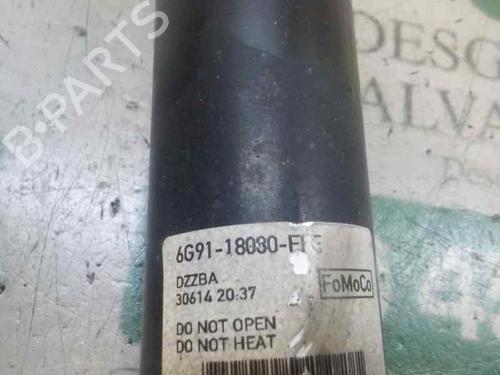 B-PARTS
DESG
ALVA
6G91-18080-
DZZBA
30614 20:37
FoMoCo
DO NOT OPEN
DO NOT HEAT